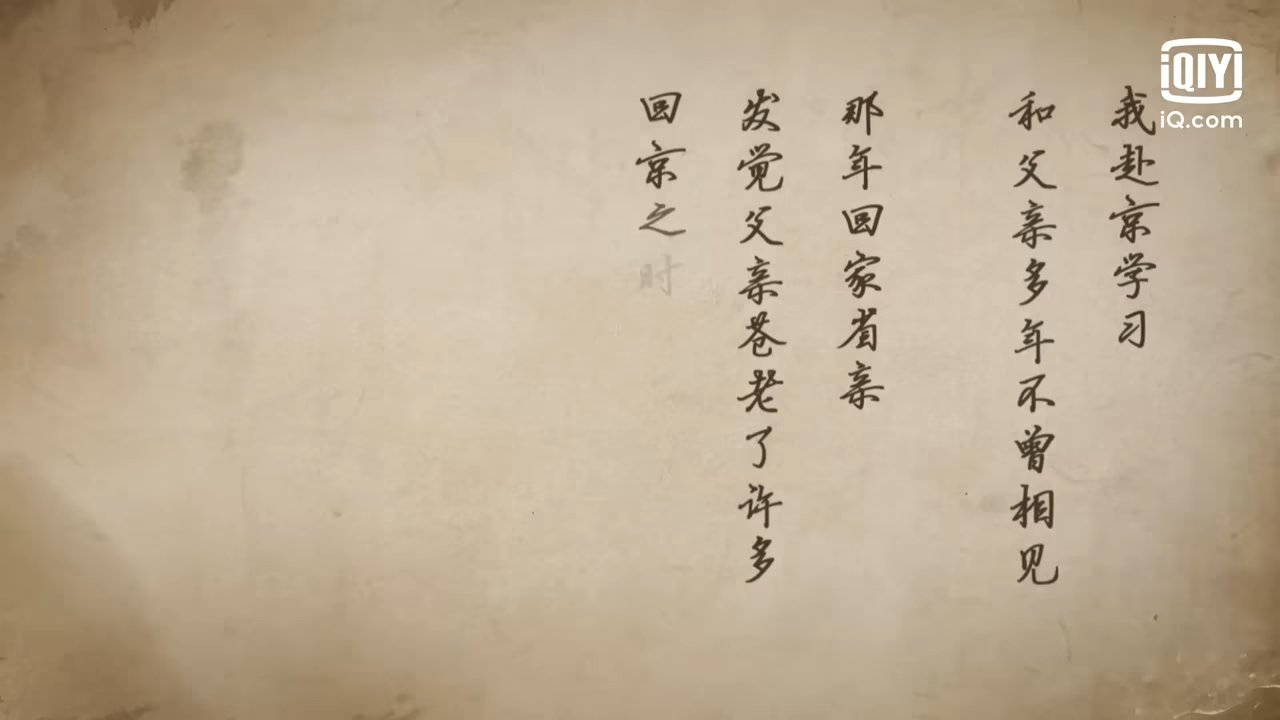 我赴京学习
和父亲多年不曾相见
那年回家省亲
发觉父亲苍老了许多
回京之时
iQIYI
iQ.com